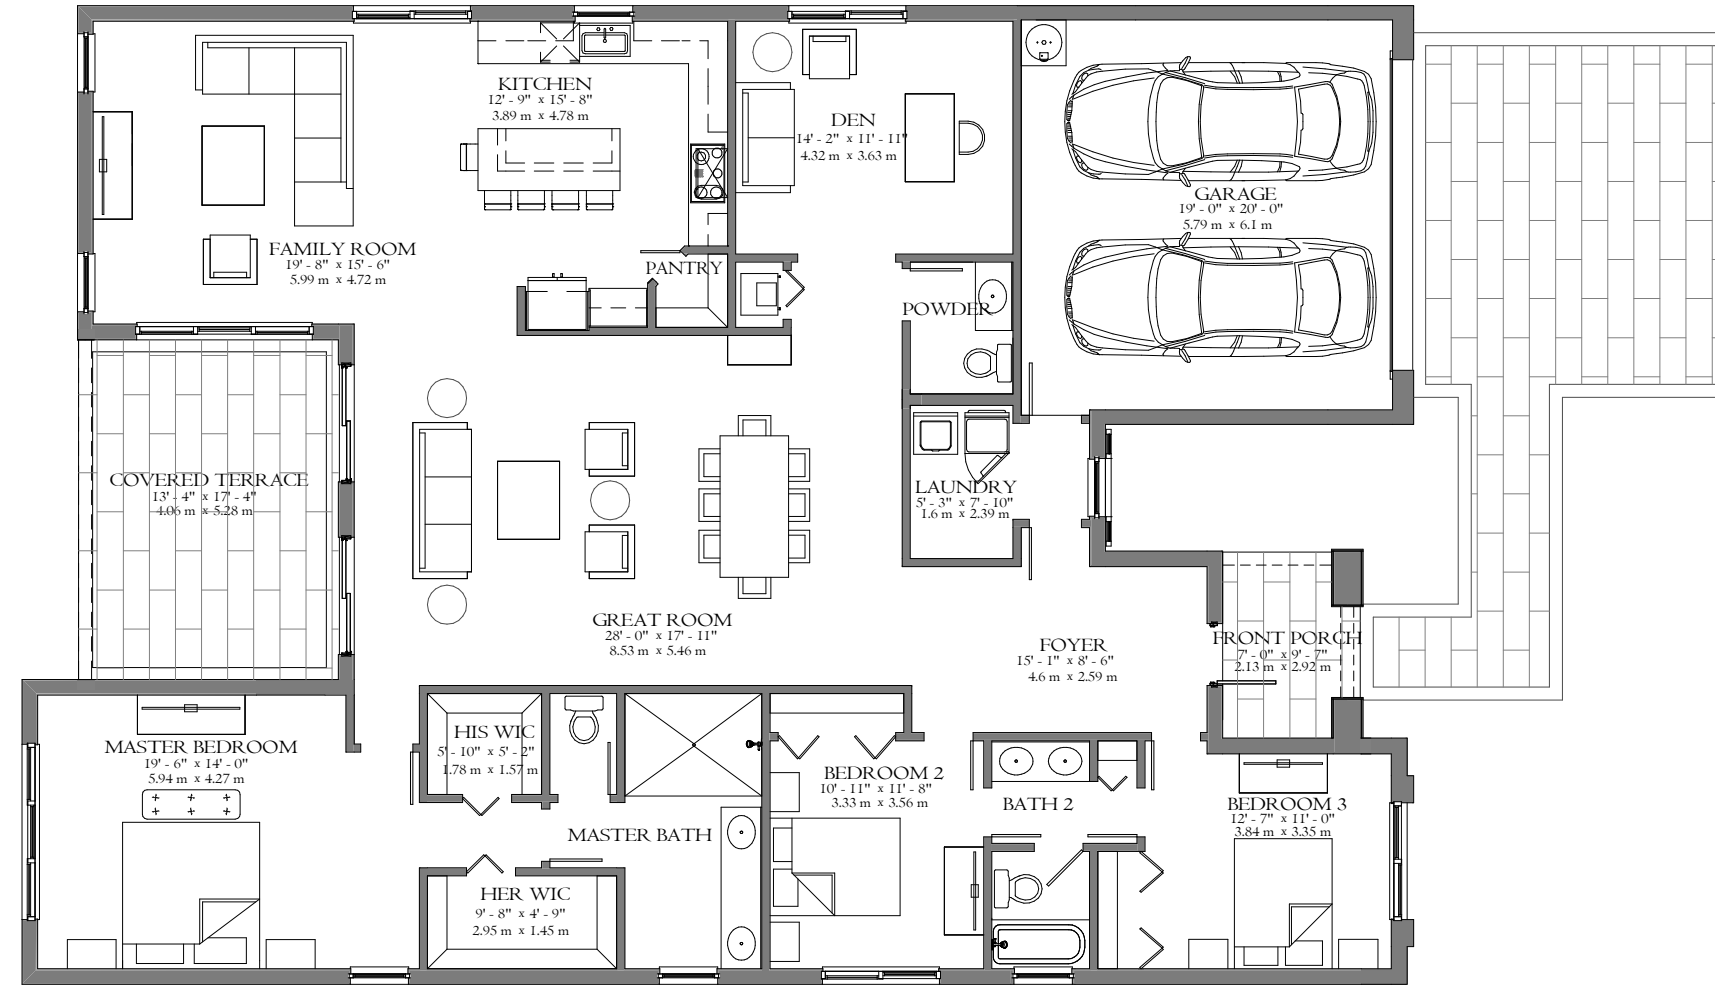 KITCHEN
12' - 9" x 15' - 8"
3.89 m x 4.78 m
DEN
14' - 2" x 11' - 11"
4.32 m x 3.63 m
GARAGE
19' - 0" x 20' - 0"
5.79 m x 6.1 m
FAMILY ROOM
19' - 8" x 15' - 6"
5.99 m x 4.72 m
PANTRY
POWDER
COVERED TERRACE
13' - 4" x 17' - 4"
4.06 m x 5.28 m
LAUNDRY
5' - 3" x 7' - 10"
1.6 m x 2.39 m
GREAT ROOM
28' - 0" x 17' - 11"
8.53 m x 5.46 m
FOYER
15' - 1" x 8' - 6"
4.6 m x 2.59 m
FRONT PORCH
7' - 0" x 9' - 7"
2.13 m x 2.92 m
MASTER BEDROOM
19' - 6" x 14' - 0"
5.94 m x 4.27 m
HIS WIC
5' - 10" x 5' - 2"
1.78 m x 1.57 m
BEDROOM 2
10' - 11" x 11' - 8"
3.33 m x 3.56 m
BATH 2
BEDROOM 3
12' - 7" x 11' - 0"
3.84 m x 3.35 m
MASTER BATH
HER WIC
9' - 8" x 4' - 9"
2.95 m x 1.45 m